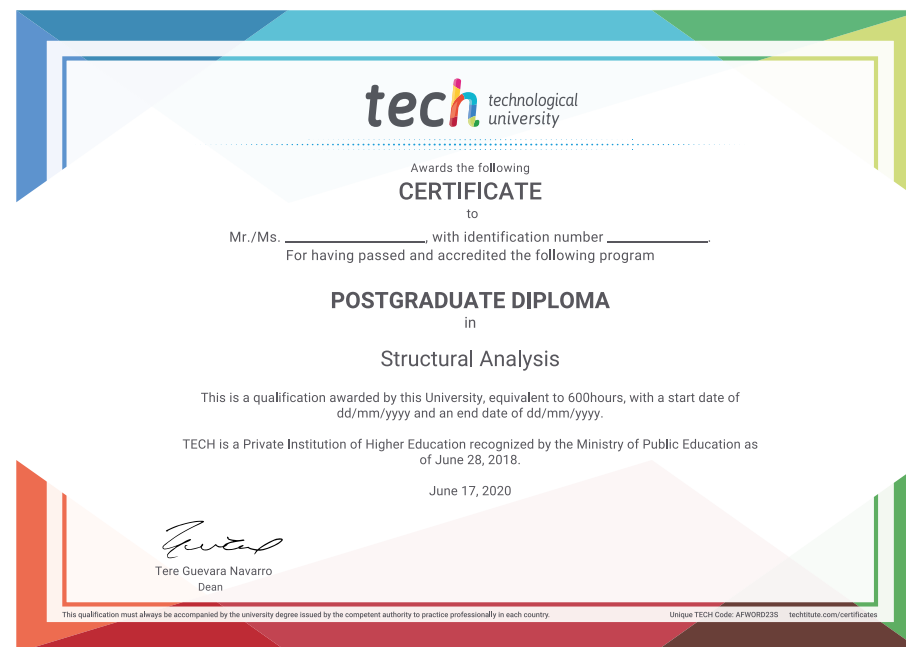 tech technological
university
Awards the following
CERTIFICATE
to
Mr./Ms. ____________________, with identification number ______________.
For having passed and accredited the following program
POSTGRADUATE DIPLOMA
in
Structural Analysis
This is a qualification awarded by this University, equivalent to 600hours, with a start date of
dd/mm/yyyy and an end date of dd/mm/yyyy.
TECH is a Private Institution of Higher Education recognized by the Ministry of Public Education as
of June 28, 2018.
June 17, 2020
Tere Guevara Navarro
Dean
This qualification must always be accompanied by the university degree issued by the competent authority to practice professionally in each country. Unique TECH Code: AFWORD23S techtitute.com/certificates